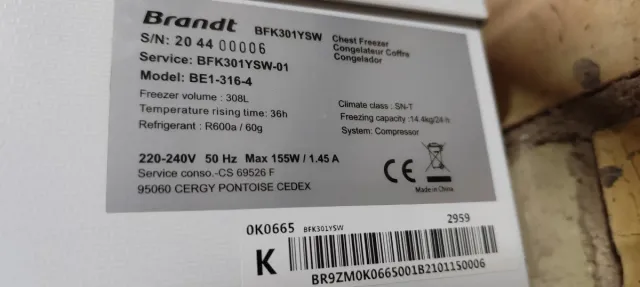 Brandt BFK301YSW Chest Freezer
Congelateur Coffre
Congelador
S/N: 20 44 00006
Service: BFK301YSW-01
Model: BE1-316-4
Freezer volume : 308L
Temperature rising time: 36h
Refrigerant : R600a / 60g
Climate class : SN-T
Freezing capacity :14.4kg/24 h
System: Compressor
220-240V 50 Hz Max 155W / 1.45 A
Service conso.-CS 69526 F
95060 CERGY PONTOISE CEDEX
CE
Made in China
0K0665 BFK301YSW 2959
K
BR9ZM0K0665001B2101150006